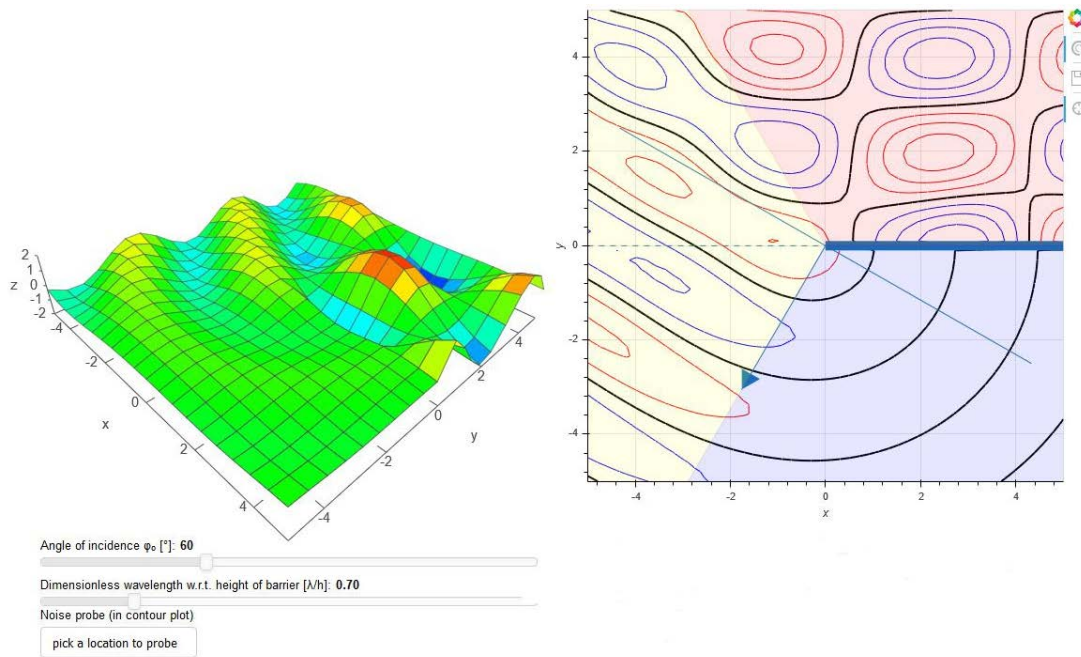 2
1
0
-1
-2
z
-4
-2
0
2
4
x
-4
-2
0
2
4
y
4
2
0
-2
-4
y
-4
-2
0
2
4
x
Angle of incidence φₒ [°]: 60
Dimensionless wavelength w.r.t. height of barrier [λ/h]: 0.70
Noise probe (in contour plot)
pick a location to probe